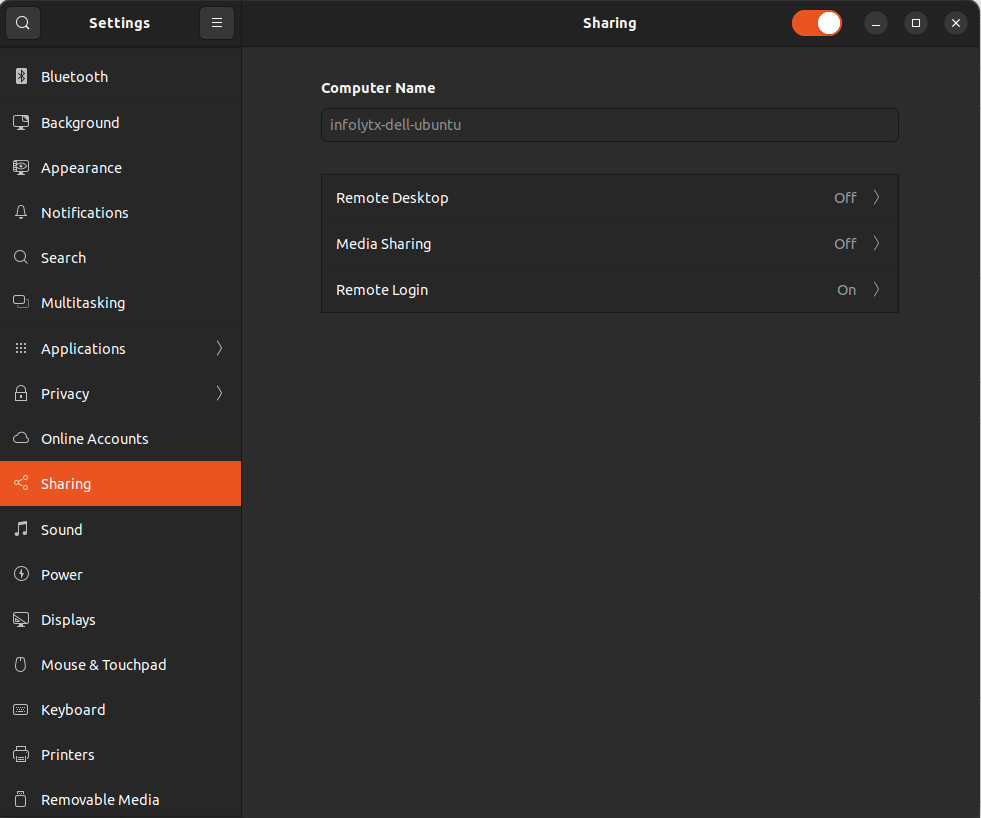 Settings
Sharing
Bluetooth
Background
Appearance
Notifications
Search
Multitasking
Applications
Privacy
Online Accounts
Sharing
Sound
Power
Displays
Mouse & Touchpad
Keyboard
Printers
Removable Media
Computer Name
infolytx-dell-ubuntu
Remote Desktop Off
Media Sharing Off
Remote Login On